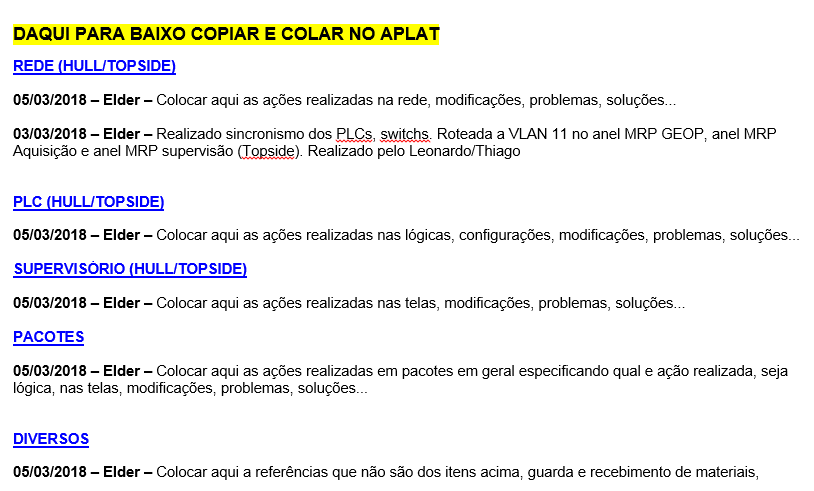 DAQUI PARA BAIXO COPIAR E COLAR NO APLAT
REDE (HULL/TOPSIDE)
05/03/2018 – Elder – Colocar aqui as ações realizadas na rede, modificações, problemas, soluções...
03/03/2018 – Elder – Realizado sincronismo dos PLCs, switchs. Roteada a VLAN 11 no anel MRP GEOP, anel MRP
Aquisição e anel MRP supervisão (Topside). Realizado pelo Leonardo/Thiago
PLC (HULL/TOPSIDE)
05/03/2018 – Elder – Colocar aqui as ações realizadas nas lógicas, configurações, modificações, problemas, soluções...
SUPERVISÓRIO (HULL/TOPSIDE)
05/03/2018 – Elder – Colocar aqui as ações realizadas nas telas, modificações, problemas, soluções...
PACOTES
05/03/2018 – Elder – Colocar aqui as ações realizadas em pacotes em geral especificando qual e ação realizada, seja
lógica, nas telas, modificações, problemas, soluções...
DIVERSOS
05/03/2018 – Elder – Colocar aqui a referências que não são dos itens acima, guarda e recebimento de materiais,